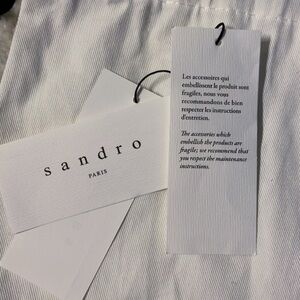 sandro
PARIS
Les accessoires qui
embellissent le produit sont
fragiles, nous vous
recommandons de bien
respecter les instructions
d'entretien.
The accessories which
embellish the products are
fragile; we recommend that
you respect the maintenance
instructions.